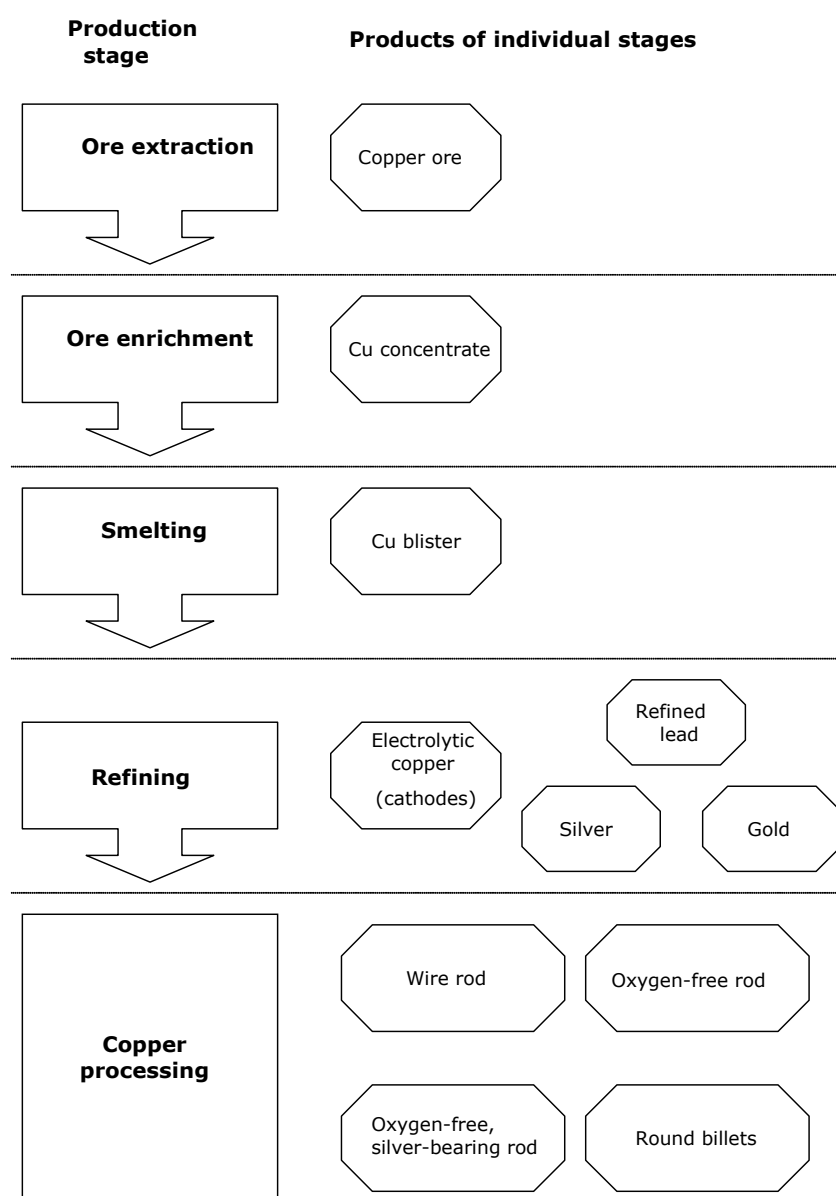 Production
stage
Products of individual stages
Ore extraction
Copper ore
Ore enrichment
Cu concentrate
Smelting
Cu blister
Refining
Electrolytic
copper
(cathodes)
Refined
lead
Silver
Gold
Copper
processing
Wire rod
Oxygen-free rod
Oxygen-free,
silver-bearing rod
Round billets